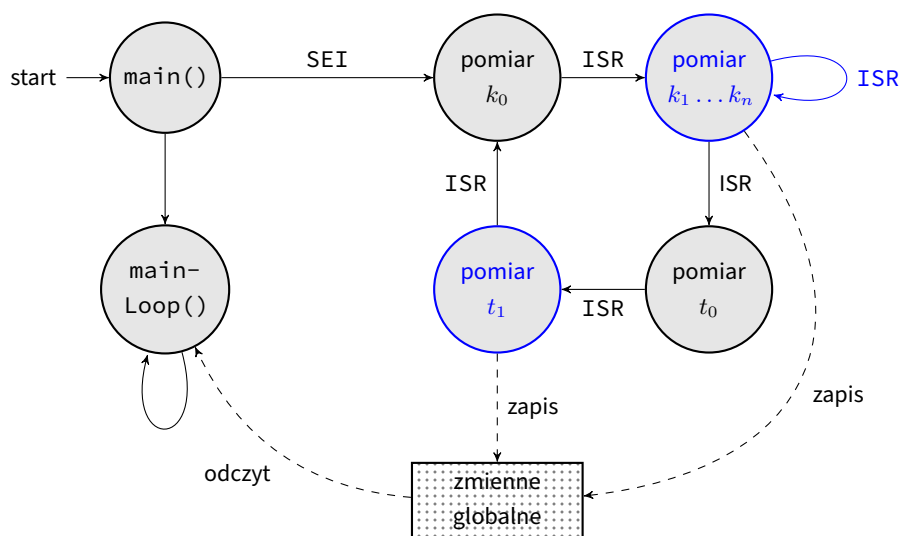 start
main()
SEI
pomiar
k₀
ISR
pomiar
k₁ … kₙ
ISR
ISR
ISR
main-
Loop()
pomiar
t₁
ISR
pomiar
t₀
zapis
zapis
odczyt
zmienne
globalne